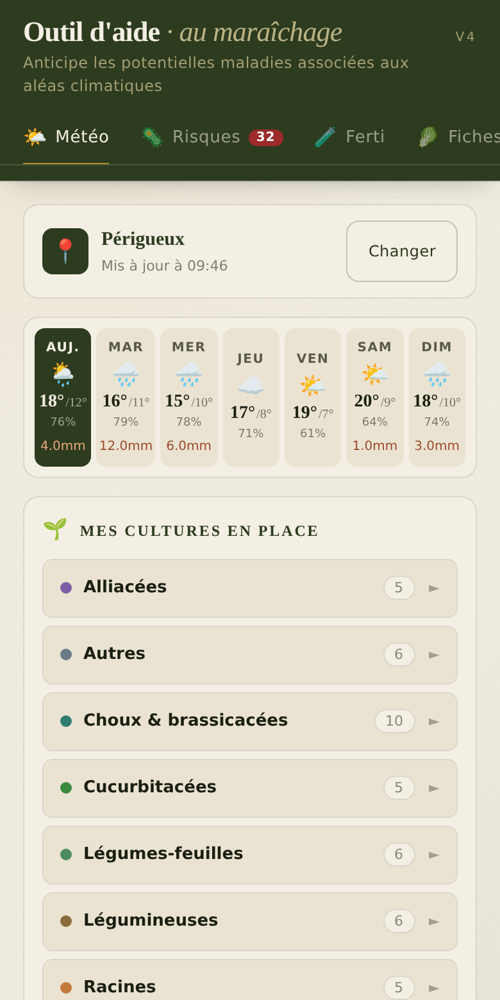 Outil d'aide · au maraîchage V4
Anticipe les potentielles maladies associées aux
aléas climatiques
Météo Risques 32 Ferti Fiches
Périgueux
Mis à jour à 09:46
Changer
AUJ. MAR MER JEU VEN SAM DIM
18°/12° 16°/11° 15°/10° 17°/8° 19°/7° 20°/9° 18°/10°
76% 79% 78% 71% 61% 64% 74%
4.0mm 12.0mm 6.0mm 1.0mm 3.0mm
MES CULTURES EN PLACE
Alliacées 5 ►
Autres 6 ►
Choux & brassicacées 10 ►
Cucurbitacées 5 ►
Légumes-feuilles 6 ►
Légumineuses 6 ►
Racines 5 ►